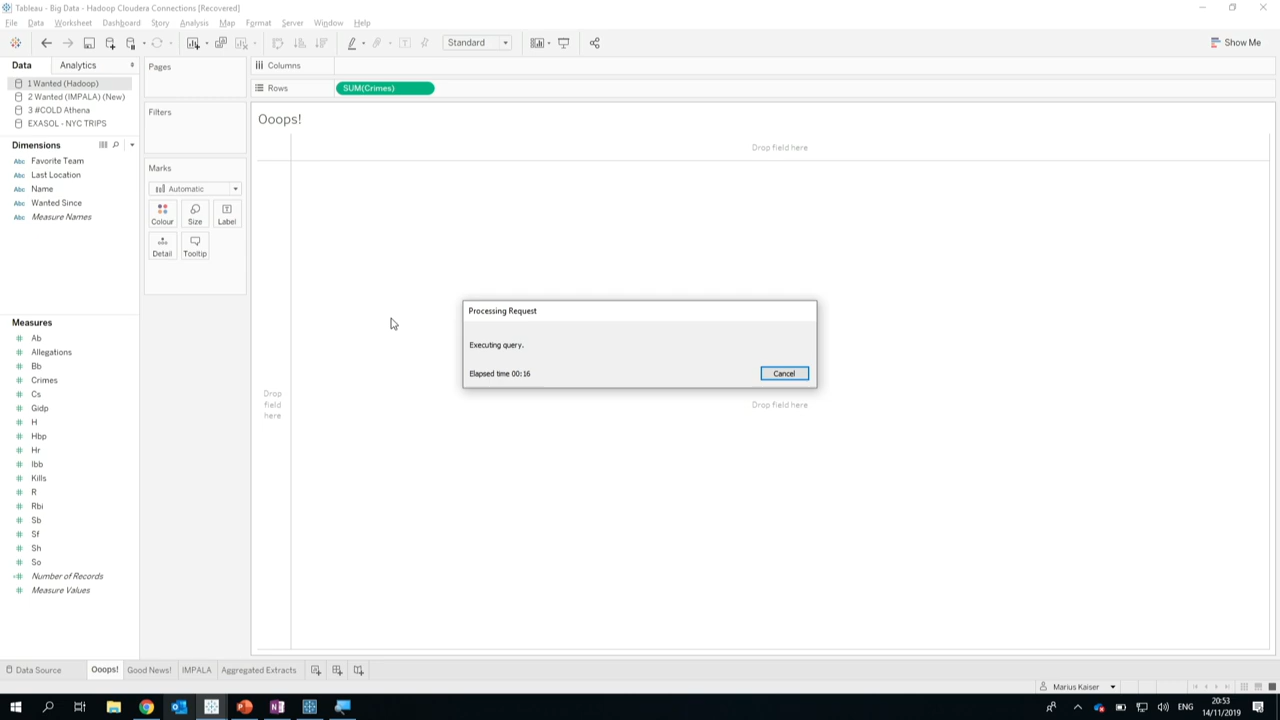 Tableau - Big Data - Hadoop Cloudera Connections [Recovered]
File Data Worksheet Dashboard Story Analysis Map Format Server Window Help
Standard
Show Me
Data Analytics
1 Wanted (Hadoop)
2 Wanted (IMPALA) (New)
3 #COLD Athena
EXASOL - NYC TRIPS
Dimensions
Abc Favorite Team
Abc Last Location
Abc Name
Abc Wanted Since
Abc Measure Names
Measures
# Ab
# Allegations
# Bb
# Crimes
# Cs
# Gidp
# H
# Hbp
# Hr
# Ibb
# Kills
# R
# Rbi
# Sb
# Sf
# Sh
# So
=# Number of Records
# Measure Values
Pages
Filters
Marks
Automatic
Colour Size Label
Detail Tooltip
Columns
Rows SUM(Crimes)
Ooops!
Drop field here
Drop
field
here
Drop field here
Processing Request
Executing query.
Elapsed time 00:16 Cancel
Data Source Ooops! Good News! IMPALA Aggregated Extracts
Marius Kaiser
ENG
20:53
14/11/2019